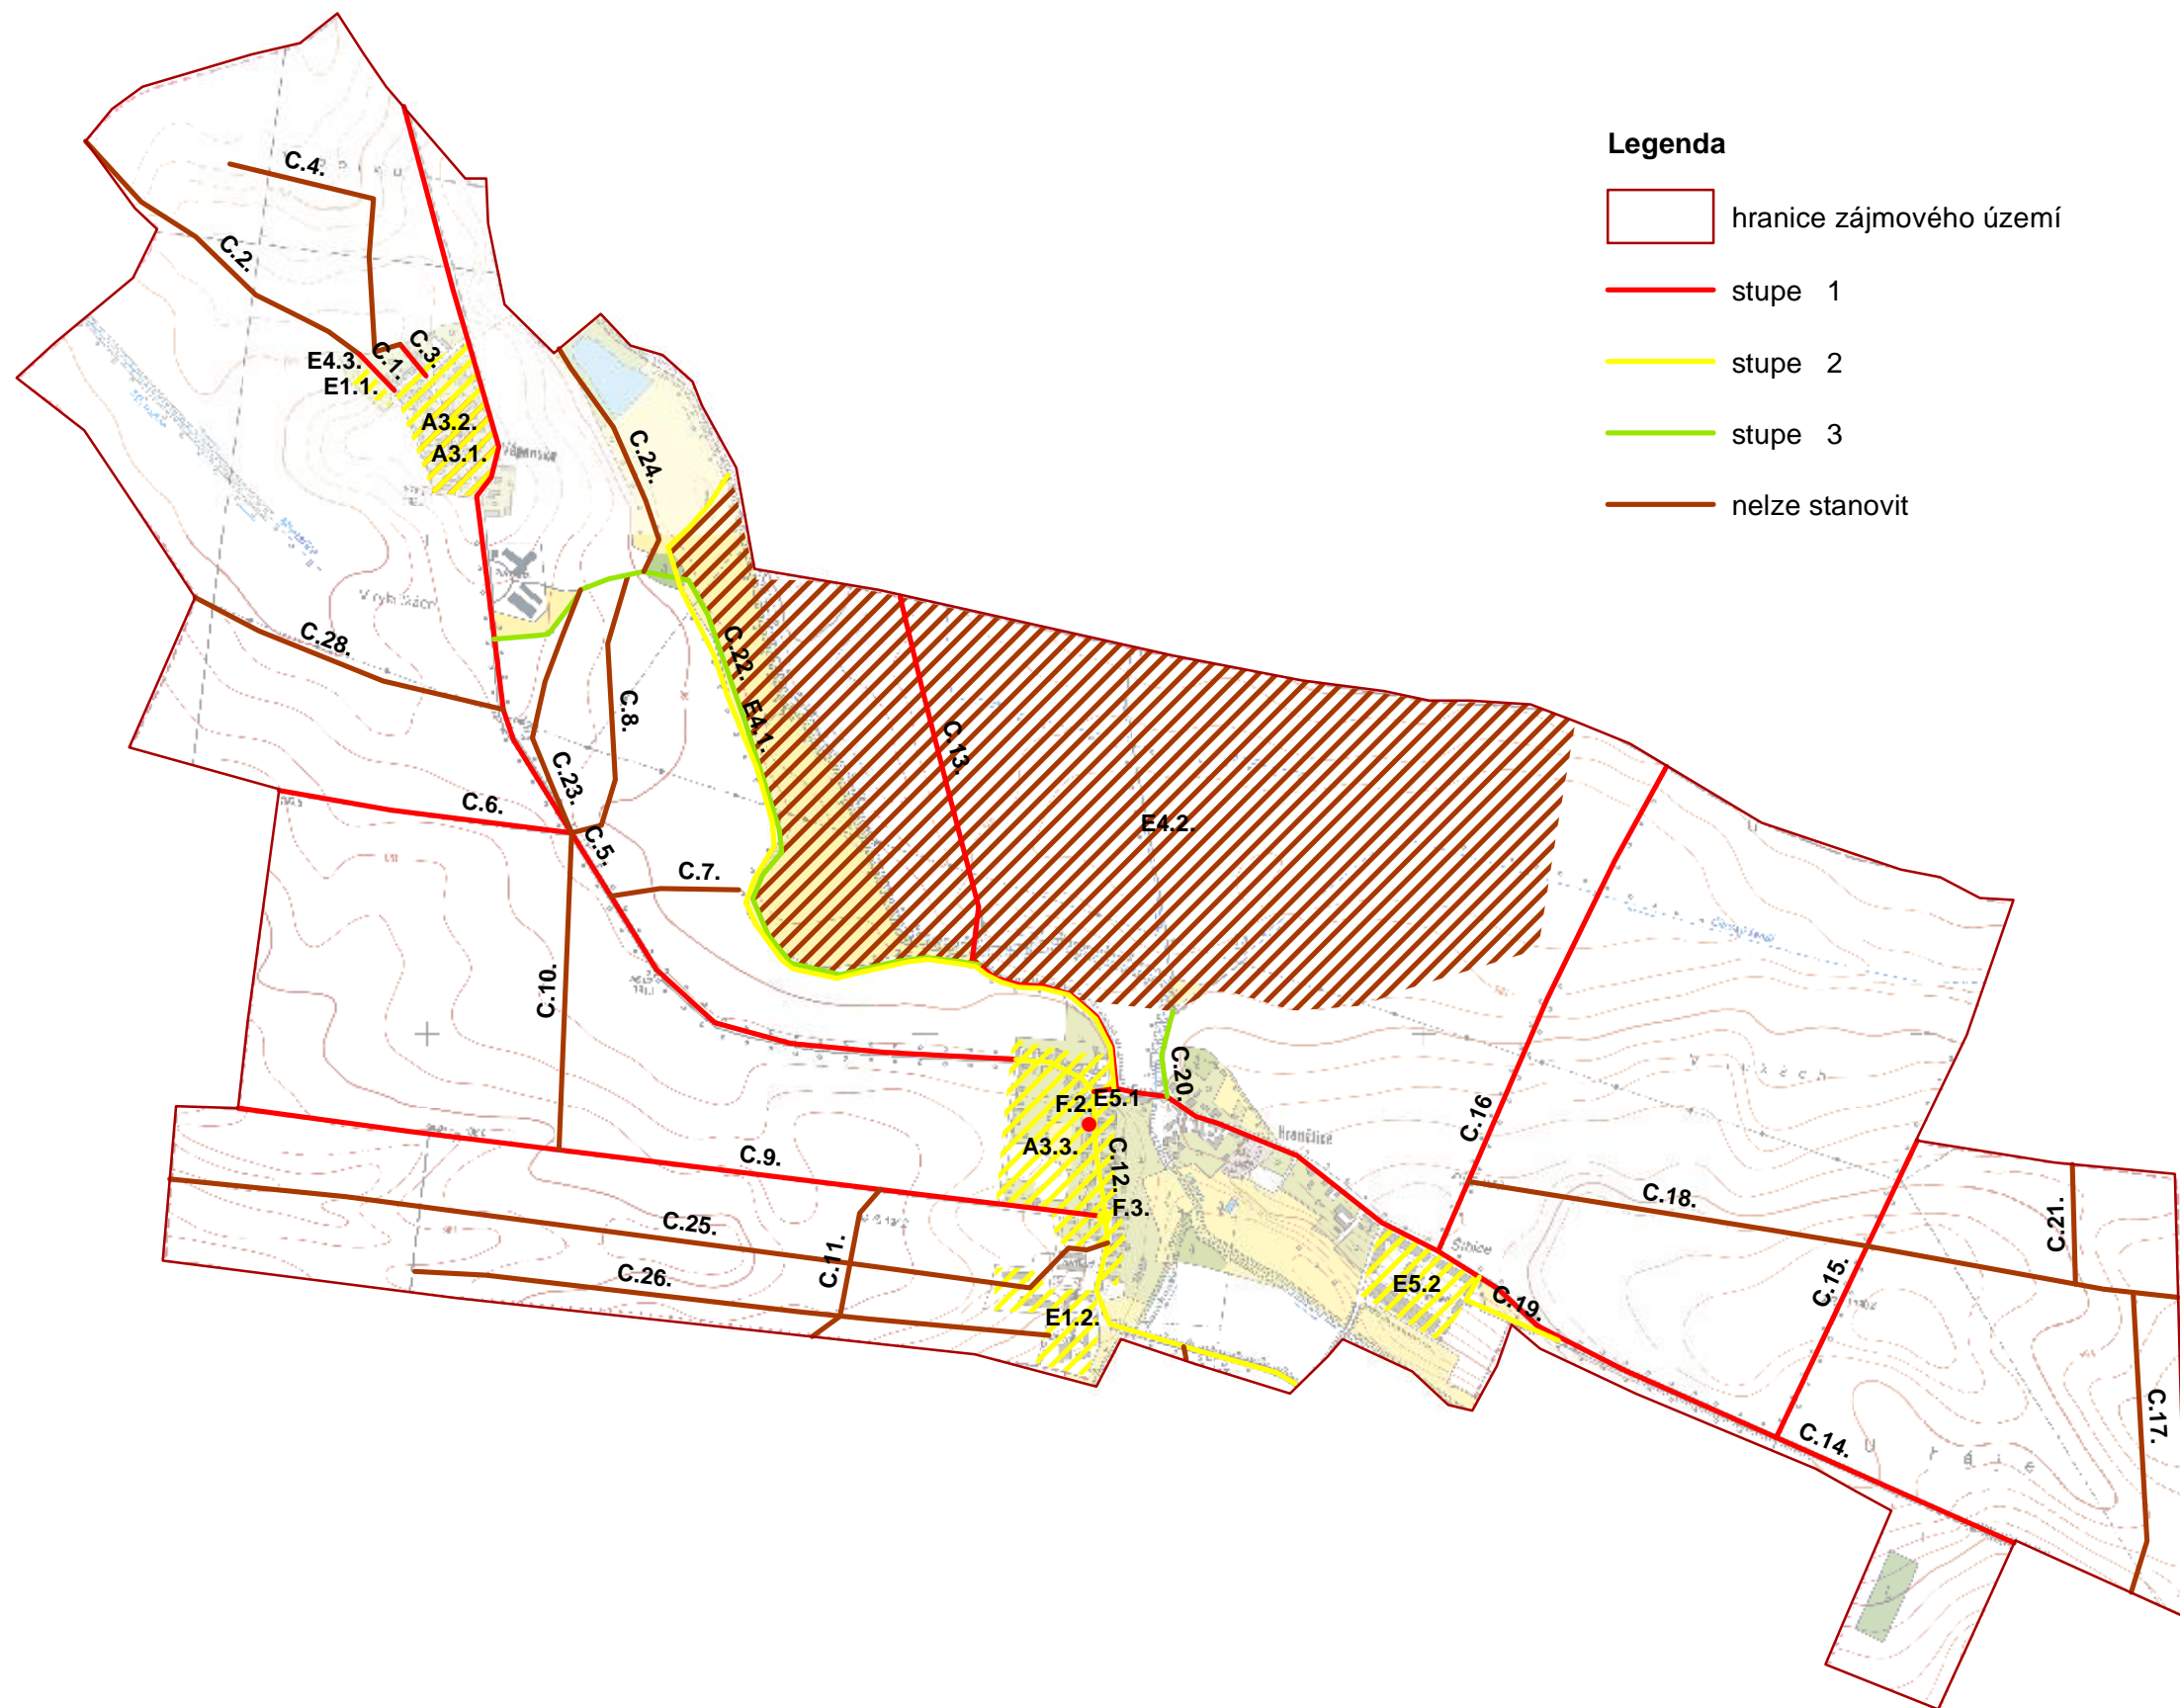 Legenda
hranice zájmového území
stupe 1
stupe 2
stupe 3
nelze stanovit
C.4.
C.2.
C.3.
C.1.
E4.3.
E1.1.
A3.2.
A3.1.
C.24.
C.28.
C.22.
C.8.
E4.1.
C.13.
C.23.
C.6.
C.5.
E4.2.
C.7.
C.10.
C.20.
E5.1
F.2.
C.16
A3.3.
C.9.
C.12.
Hrančlice
F.3.
C.18.
C.21.
C.25.
C.11.
C.26.
C.15.
E5.2
C.19.
E1.2.
C.17.
C.14.